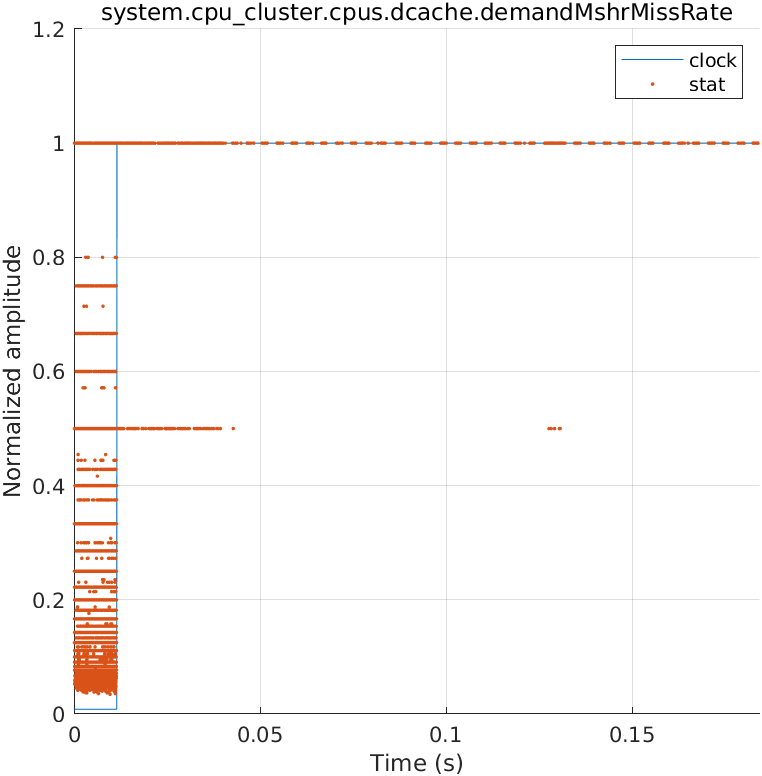 system.cpu_cluster.cpus.dcache.demandMshrMissRate
1.2
clock
stat
1
0.8
0.6
0.4
0.2
0
Normalized amplitude
0
0.05
0.1
0.15
Time (s)